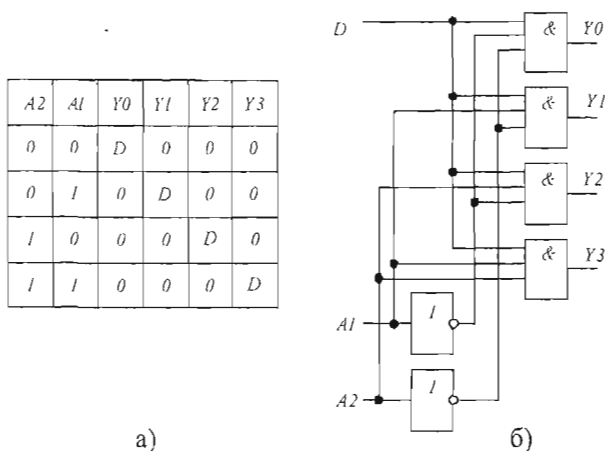 A2 A1 Y0 Y1 Y2 Y3
0 0 D 0 0 0
0 1 0 D 0 0
1 0 0 0 D 0
1 1 0 0 0 D
а)
D
& Y0
& Y1
& Y2
& Y3
A1 1
A2 1
б)